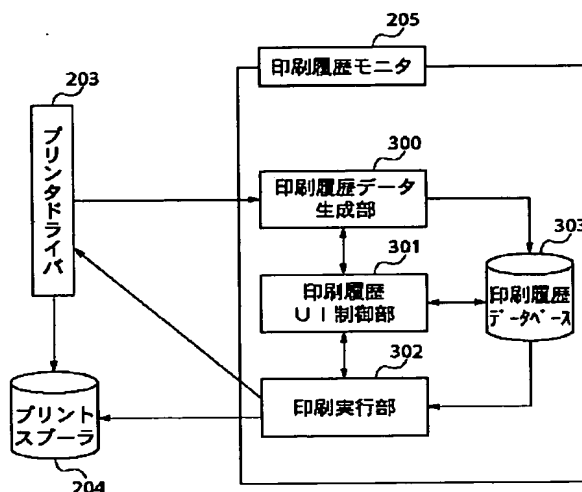 205
印刷履歴モニタ
203
プリンタドライバ
300
印刷履歴データ
生成部
301
印刷履歴
UI制御部
302
印刷実行部
303
印刷履歴
データベース
プリント
スプーラ
204